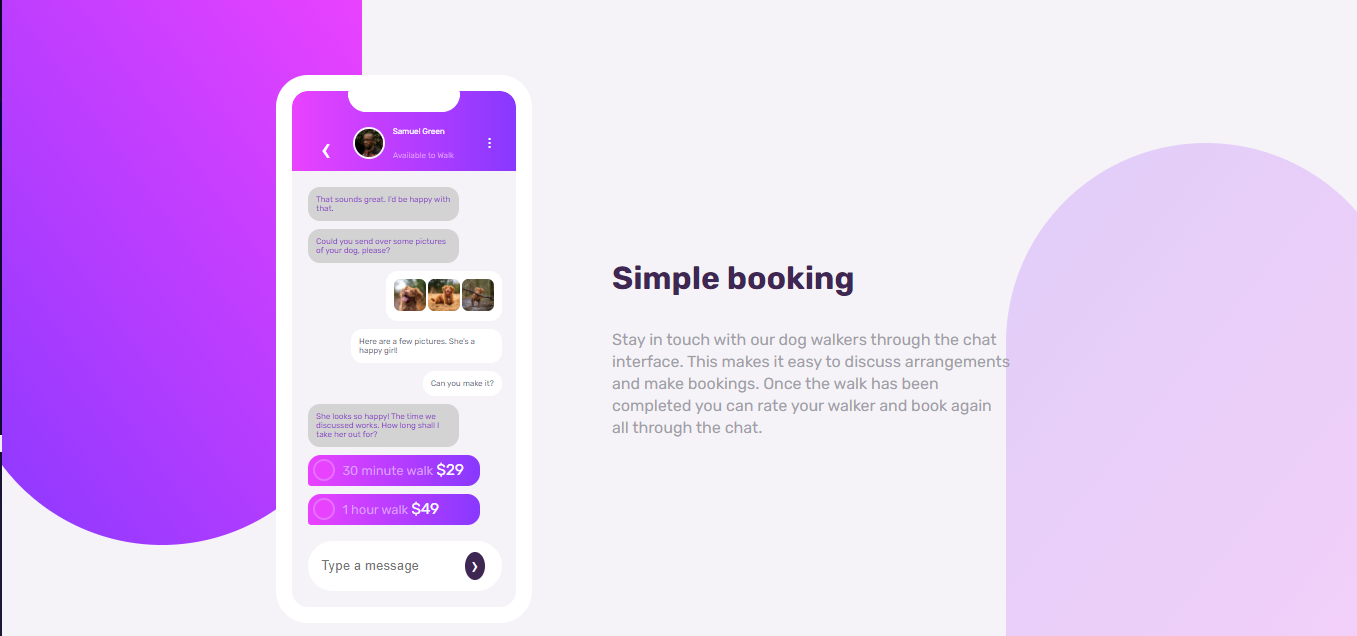 Samuel Green
Available to Walk
That sounds great. I'd be happy with
that.
Could you send over some pictures
of your dog, please?
Here are a few pictures. She's a
happy girl!
Can you make it?
She looks so happy! The time we
discussed works. How long shall I
take her out for?
30 minute walk $29
1 hour walk $49
Type a message
Simple booking
Stay in touch with our dog walkers through the chat
interface. This makes it easy to discuss arrangements
and make bookings. Once the walk has been
completed you can rate your walker and book again
all through the chat.